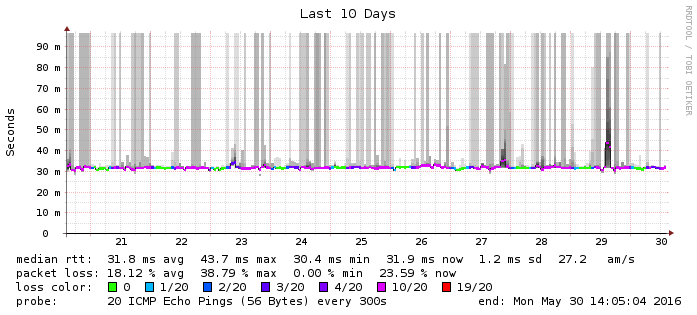 Last 10 Days
RRDTOOL / TOBI OETIKER
Seconds
90 m
80 m
70 m
60 m
50 m
40 m
30 m
20 m
10 m
0
21 22 23 24 25 26 27 28 29 30
median rtt: 31.8 ms avg 43.7 ms max 30.4 ms min 31.9 ms now 1.2 ms sd 27.2 am/s
packet loss: 18.12 % avg 38.79 % max 0.00 % min 23.59 % now
loss color: 0 1/20 2/20 3/20 4/20 10/20 19/20
probe: 20 ICMP Echo Pings (56 Bytes) every 300s end: Mon May 30 14:05:04 2016